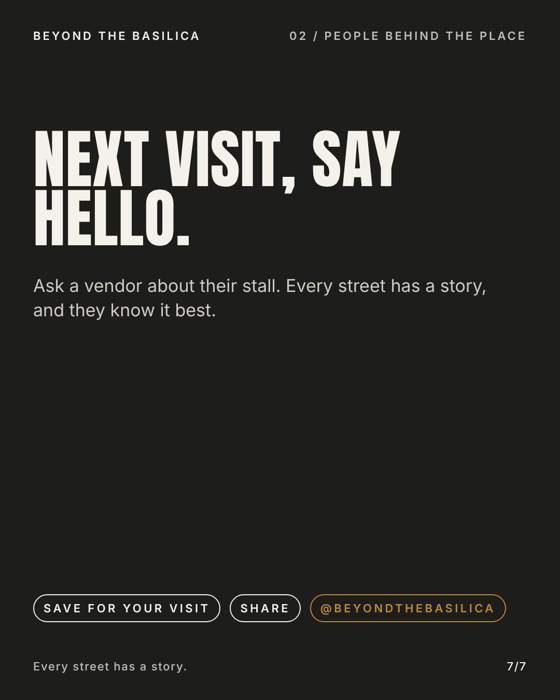 BEYOND THE BASILICA
02 / PEOPLE BEHIND THE PLACE
NEXT VISIT, SAY
HELLO.
Ask a vendor about their stall. Every street has a story,
and they know it best.
SAVE FOR YOUR VISIT
SHARE
@BEYONDTHEBASILICA
Every street has a story.
7/7